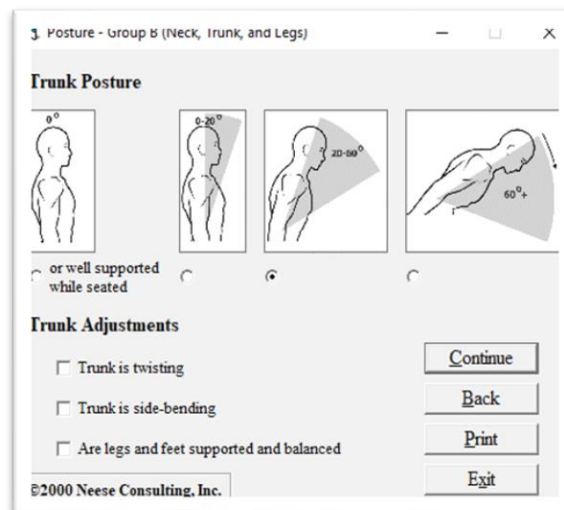 Posture - Group B (Neck, Trunk, and Legs)
Trunk Posture
0°
0-20°
20-60°
60°+
or well supported
while seated
Trunk Adjustments
Trunk is twisting
Trunk is side-bending
Are legs and feet supported and balanced
Continue
Back
Print
Exit
©2000 Neese Consulting, Inc.